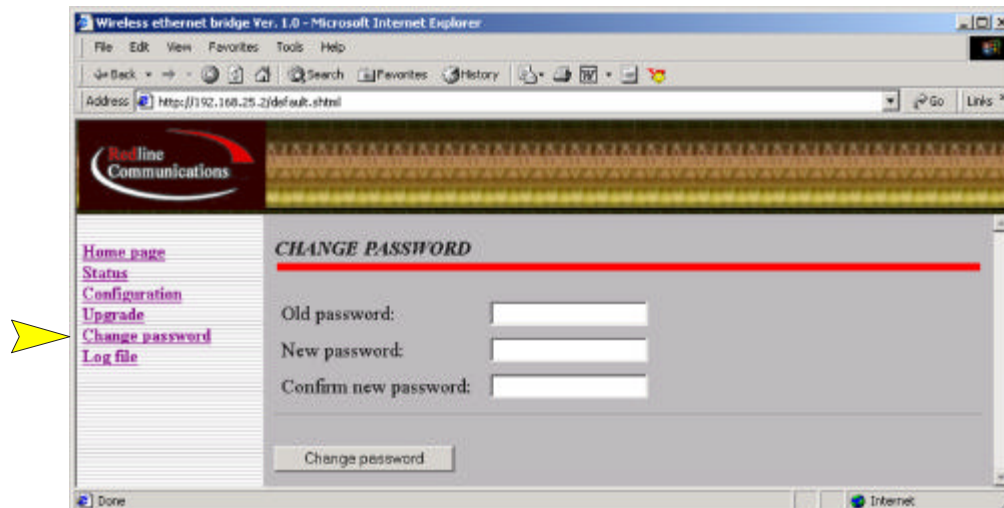 Wireless ethernet bridge Ver. 1.0 - Microsoft Internet Explorer
File Edit View Favorites Tools Help
Back Search Favorites History
Address http://192.168.25.2/default.shtml Go Links
Redline
Communications
Home page
Status
Configuration
Upgrade
Change password
Log file
CHANGE PASSWORD
Old password:
New password:
Confirm new password:
Change password
Done Internet